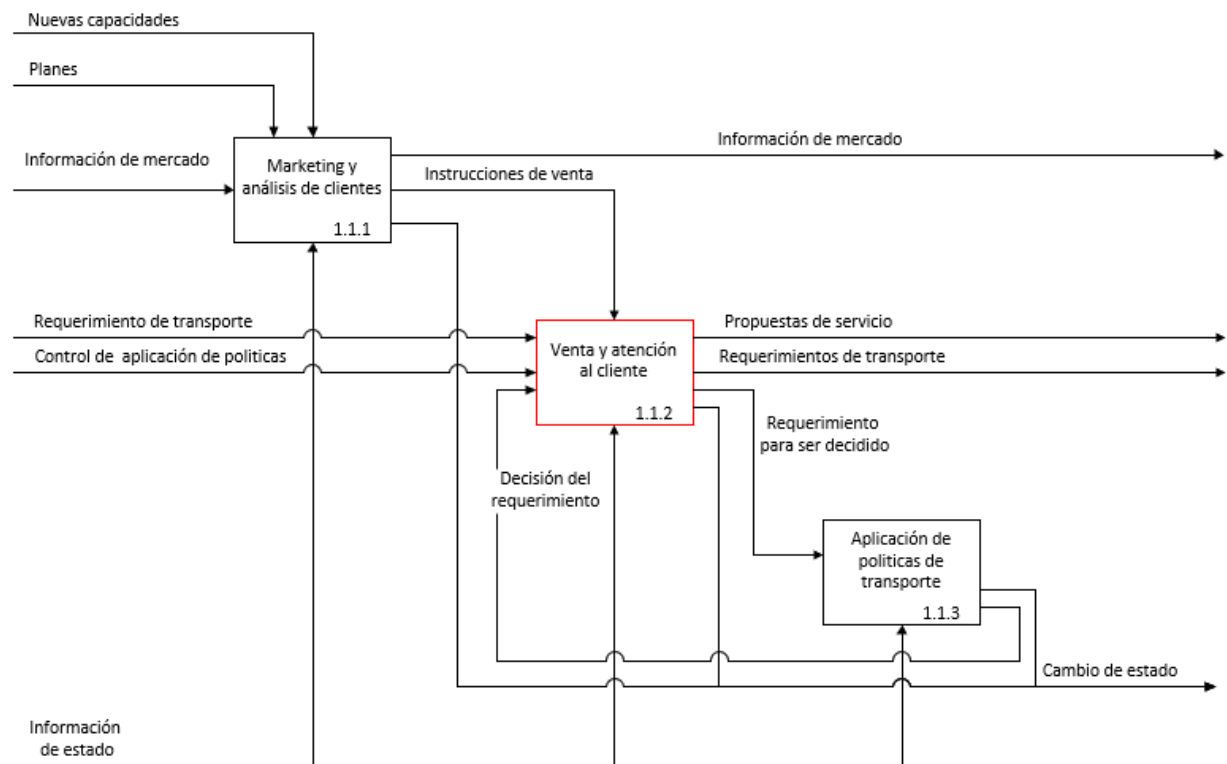 Nuevas capacidades
Planes
Información de mercado
Marketing y
análisis de clientes
1.1.1
Información de mercado
Instrucciones de venta
Requerimiento de transporte
Control de aplicación de politicas
Venta y atención
al cliente
1.1.2
Propuestas de servicio
Requerimientos de transporte
Requerimiento
para ser decidido
Decisión del
requerimiento
Aplicación de
politicas de
transporte
1.1.3
Cambio de estado
Información
de estado